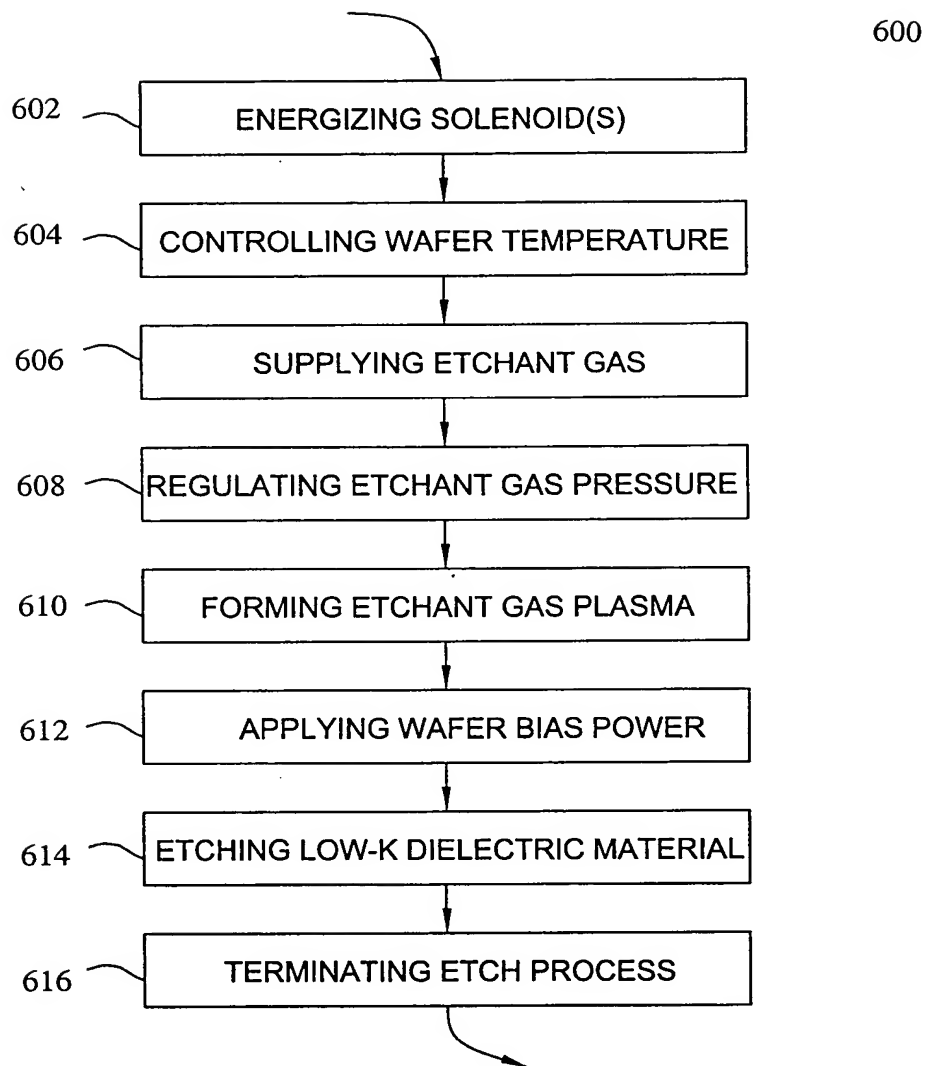 600
602 ENERGIZING SOLENOID(S)
604 CONTROLLING WAFER TEMPERATURE
606 SUPPLYING ETCHANT GAS
608 REGULATING ETCHANT GAS PRESSURE
610 FORMING ETCHANT GAS PLASMA
612 APPLYING WAFER BIAS POWER
614 ETCHING LOW-K DIELECTRIC MATERIAL
616 TERMINATING ETCH PROCESS